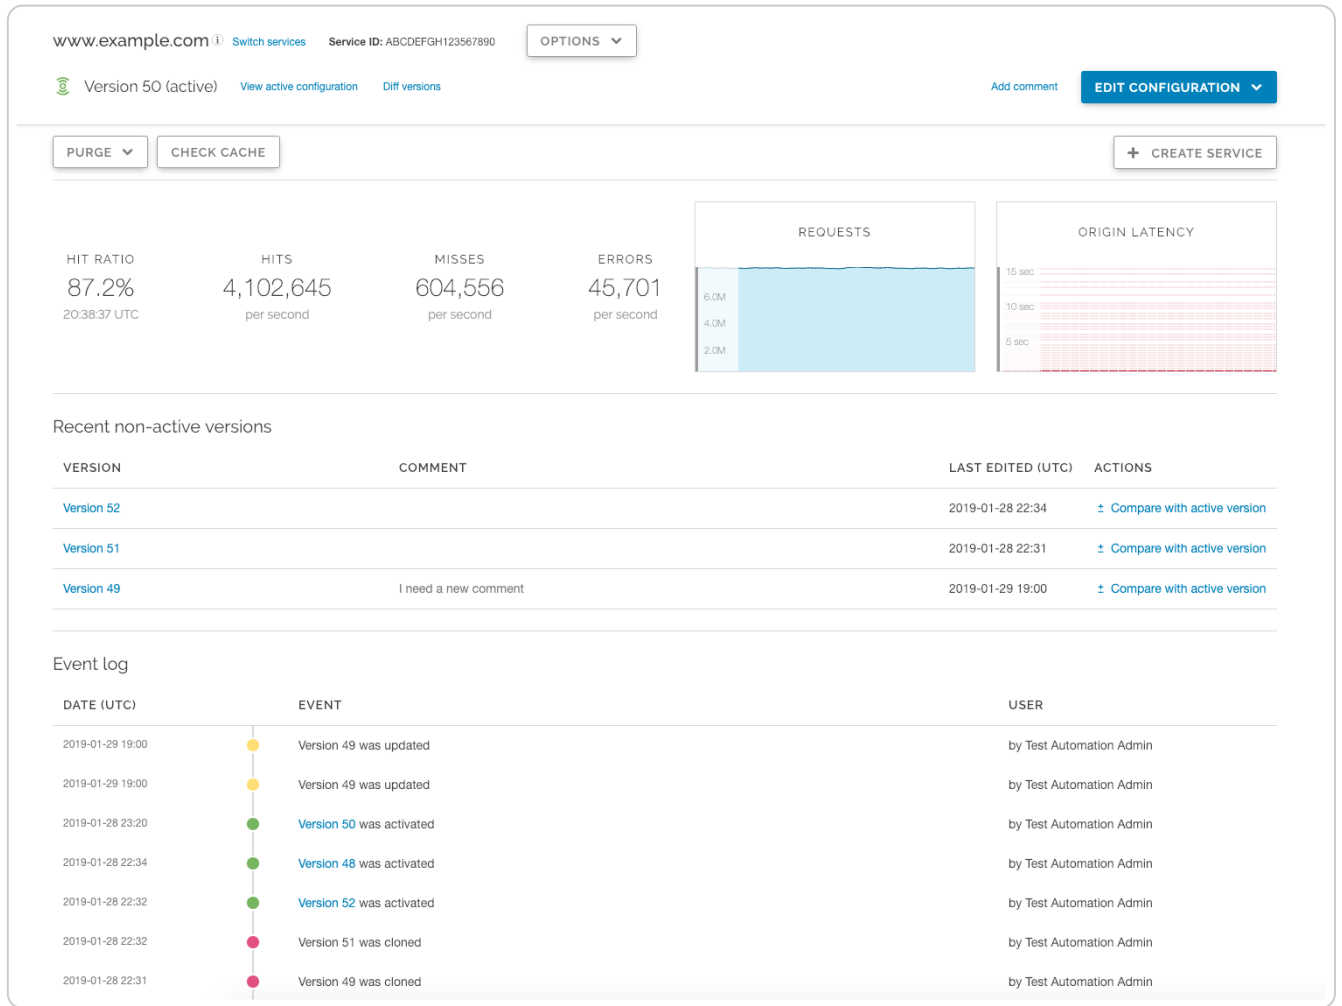 www.example.com Switch services Service ID: ABCDEFGH123567890 OPTIONS
Version 50 (active) View active configuration Diff versions Add comment EDIT CONFIGURATION
PURGE CHECK CACHE + CREATE SERVICE
REQUESTS ORIGIN LATENCY
HIT RATIO HITS MISSES ERRORS
87.2% 4,102,645 604,556 45,701
20:38:37 UTC per second per second per second
6.0M
4.0M
2.0M
15 sec
10 sec
5 sec
Recent non-active versions
VERSION COMMENT LAST EDITED (UTC) ACTIONS
Version 52 2019-01-28 22:34 ± Compare with active version
Version 51 2019-01-28 22:31 ± Compare with active version
Version 49 I need a new comment 2019-01-29 19:00 ± Compare with active version
Event log
DATE (UTC) EVENT USER
2019-01-29 19:00 Version 49 was updated by Test Automation Admin
2019-01-29 19:00 Version 49 was updated by Test Automation Admin
2019-01-28 23:20 Version 50 was activated by Test Automation Admin
2019-01-28 22:34 Version 48 was activated by Test Automation Admin
2019-01-28 22:32 Version 52 was activated by Test Automation Admin
2019-01-28 22:32 Version 51 was cloned by Test Automation Admin
2019-01-28 22:31 Version 49 was cloned by Test Automation Admin